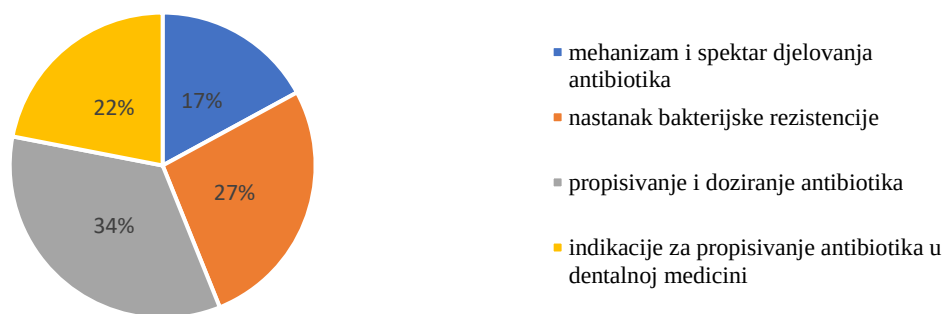 17%
27%
34%
22%
mehanizam i spektar djelovanja
antibiotika
nastanak bakterijske rezistencije
propisivanje i doziranje antibiotika
indikacije za propisivanje antibiotika u
dentalnoj medicini